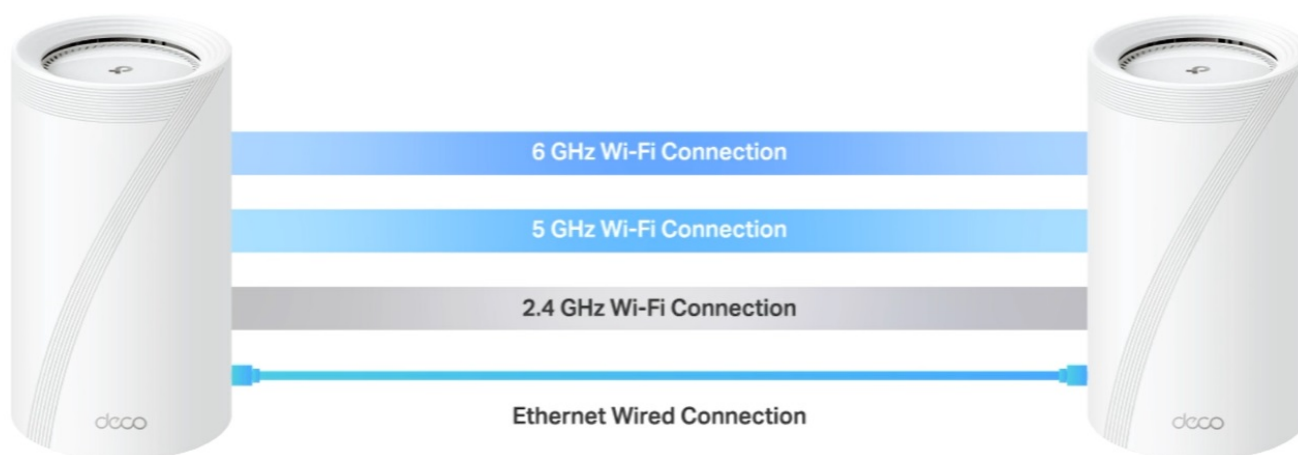 6 GHz Wi-Fi Connection
5 GHz Wi-Fi Connection
2.4 GHz Wi-Fi Connection
Ethernet Wired Connection
deco
deco